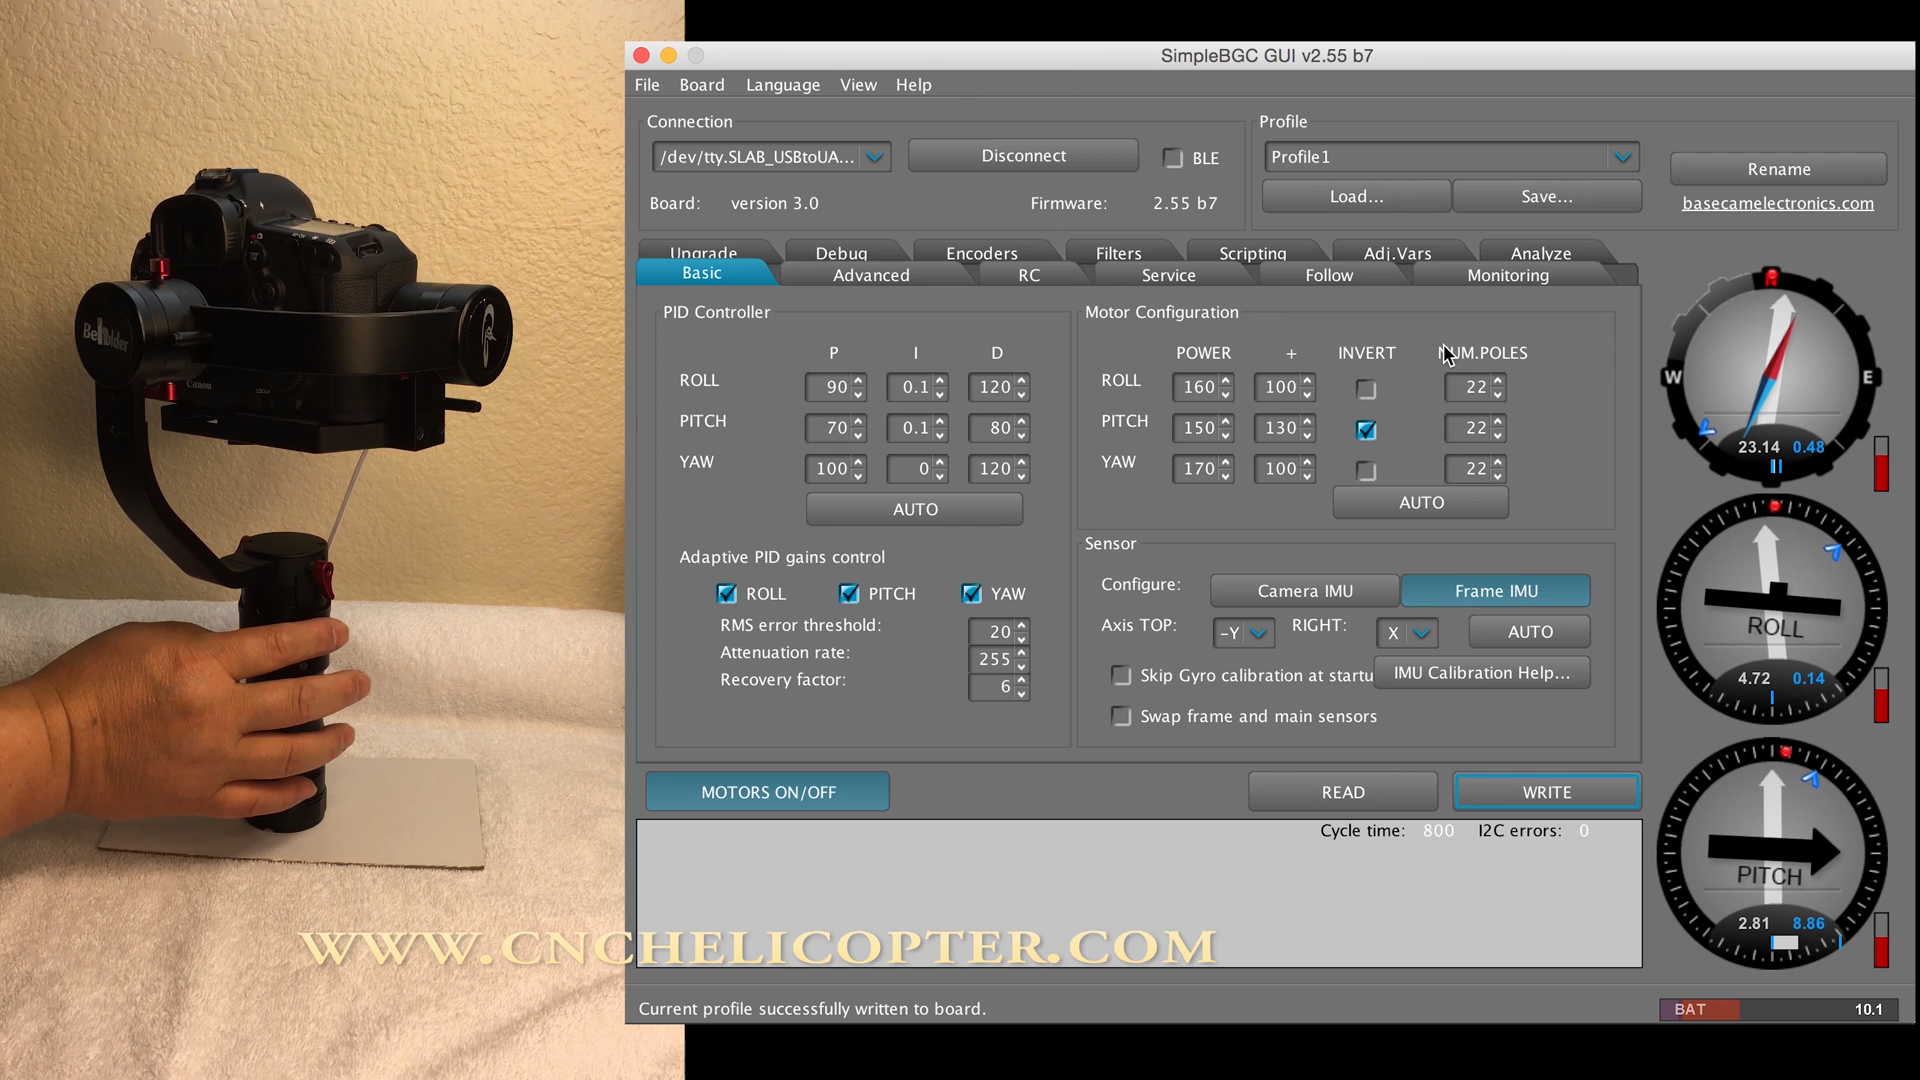 SimpleBGC GUI v2.55 b7
File Board Language View Help
Connection
/dev/tty.SLAB_USBtoUA...
Disconnect
BLE
Board: version 3.0 Firmware: 2.55 b7
Profile
Profile1
Load... Save...
Rename
basecamelectronics.com
Upgrade Debug Encoders Filters Scripting Adj.Vars Analyze
Basic Advanced RC Service Follow Monitoring
PID Controller
P I D
ROLL 90 0.1 120
PITCH 70 0.1 80
YAW 100 0 120
AUTO
Adaptive PID gains control
ROLL PITCH YAW
RMS error threshold: 20
Attenuation rate: 255
Recovery factor: 6
Motor Configuration
POWER + INVERT NUM.POLES
ROLL 160 100 22
PITCH 150 130 22
YAW 170 100 22
AUTO
Sensor
Configure: Camera IMU Frame IMU
Axis TOP: -Y RIGHT: X AUTO
Skip Gyro calibration at startu IMU Calibration Help...
Swap frame and main sensors
MOTORS ON/OFF READ WRITE
Cycle time: 800 I2C errors: 0
Current profile successfully written to board.
W E
23.14 0.48
ROLL
4.72 0.14
PITCH
2.81 8.86
BAT 10.1
Beholder
Canon
WWW.CNCHELICOPTER.COM